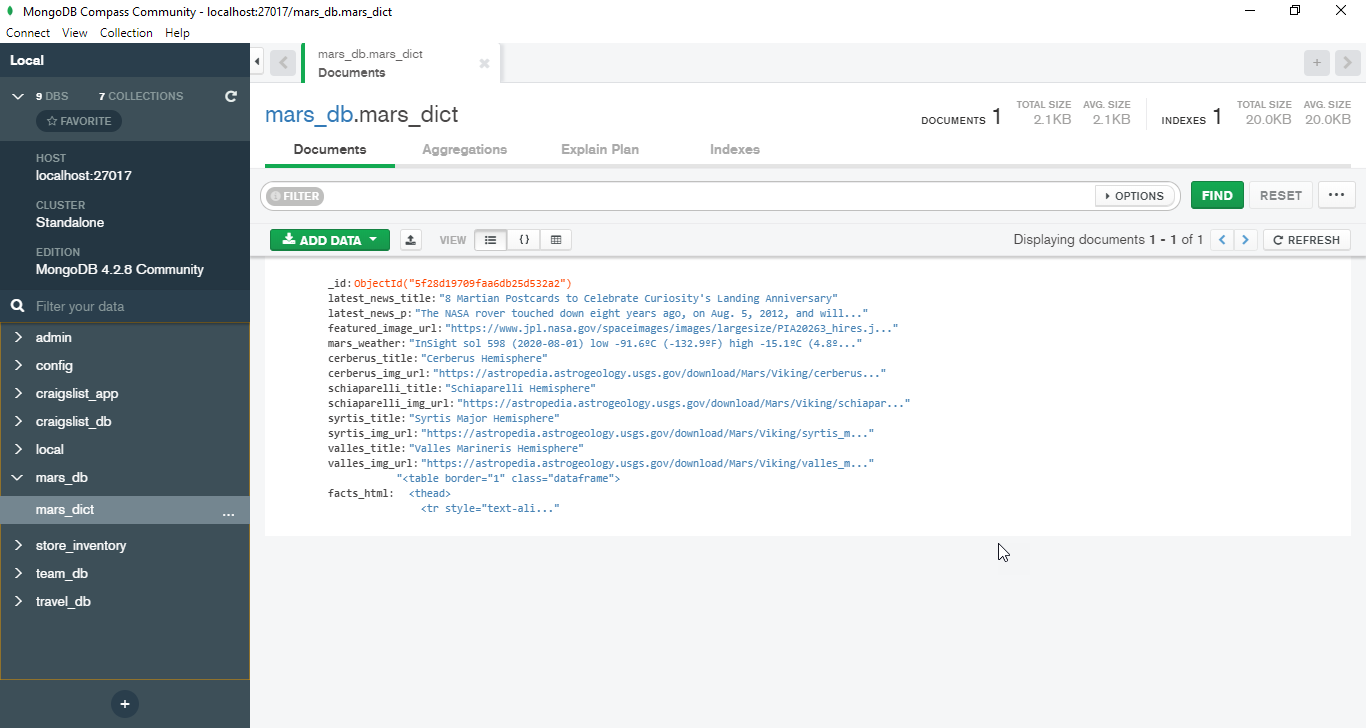 MongoDB Compass Community - localhost:27017/mars_db.mars_dict
Connect View Collection Help
Local
9 DBS 7 COLLECTIONS
FAVORITE
HOST
localhost:27017
CLUSTER
Standalone
EDITION
MongoDB 4.2.8 Community
Filter your data
admin
config
craigslist_app
craigslist_db
local
mars_db
mars_dict ...
store_inventory
team_db
travel_db
+
mars_db.mars_dict
Documents
mars_db.mars_dict
DOCUMENTS 1 TOTAL SIZE 2.1KB AVG. SIZE 2.1KB INDEXES 1 TOTAL SIZE 20.0KB AVG. SIZE 20.0KB
Documents Aggregations Explain Plan Indexes
FILTER OPTIONS FIND RESET ...
ADD DATA VIEW {} Displaying documents 1 - 1 of 1 REFRESH
_id: ObjectId("5f28d19709faa6db25d532a2")
latest_news_title: "8 Martian Postcards to Celebrate Curiosity's Landing Anniversary"
latest_news_p: "The NASA rover touched down eight years ago, on Aug. 5, 2012, and will..."
featured_image_url: "https://www.jpl.nasa.gov/spaceimages/images/largesize/PIA20263_hires.j..."
mars_weather: "InSight sol 598 (2020-08-01) low -91.6ºC (-132.9ºF) high -15.1ºC (4.8º..."
cerberus_title: "Cerberus Hemisphere"
cerberus_img_url: "https://astropedia.astrogeology.usgs.gov/download/Mars/Viking/cerberus..."
schiaparelli_title: "Schiaparelli Hemisphere"
schiaparelli_img_url: "https://astropedia.astrogeology.usgs.gov/download/Mars/Viking/schiapar..."
syrtis_title: "Syrtis Major Hemisphere"
syrtis_img_url: "https://astropedia.astrogeology.usgs.gov/download/Mars/Viking/syrtis_m..."
valles_title: "Valles Marineris Hemisphere"
valles_img_url: "https://astropedia.astrogeology.usgs.gov/download/Mars/Viking/valles_m..."
"<table border="1" class="dataframe">
facts_html: <thead>
<tr style="text-ali..."